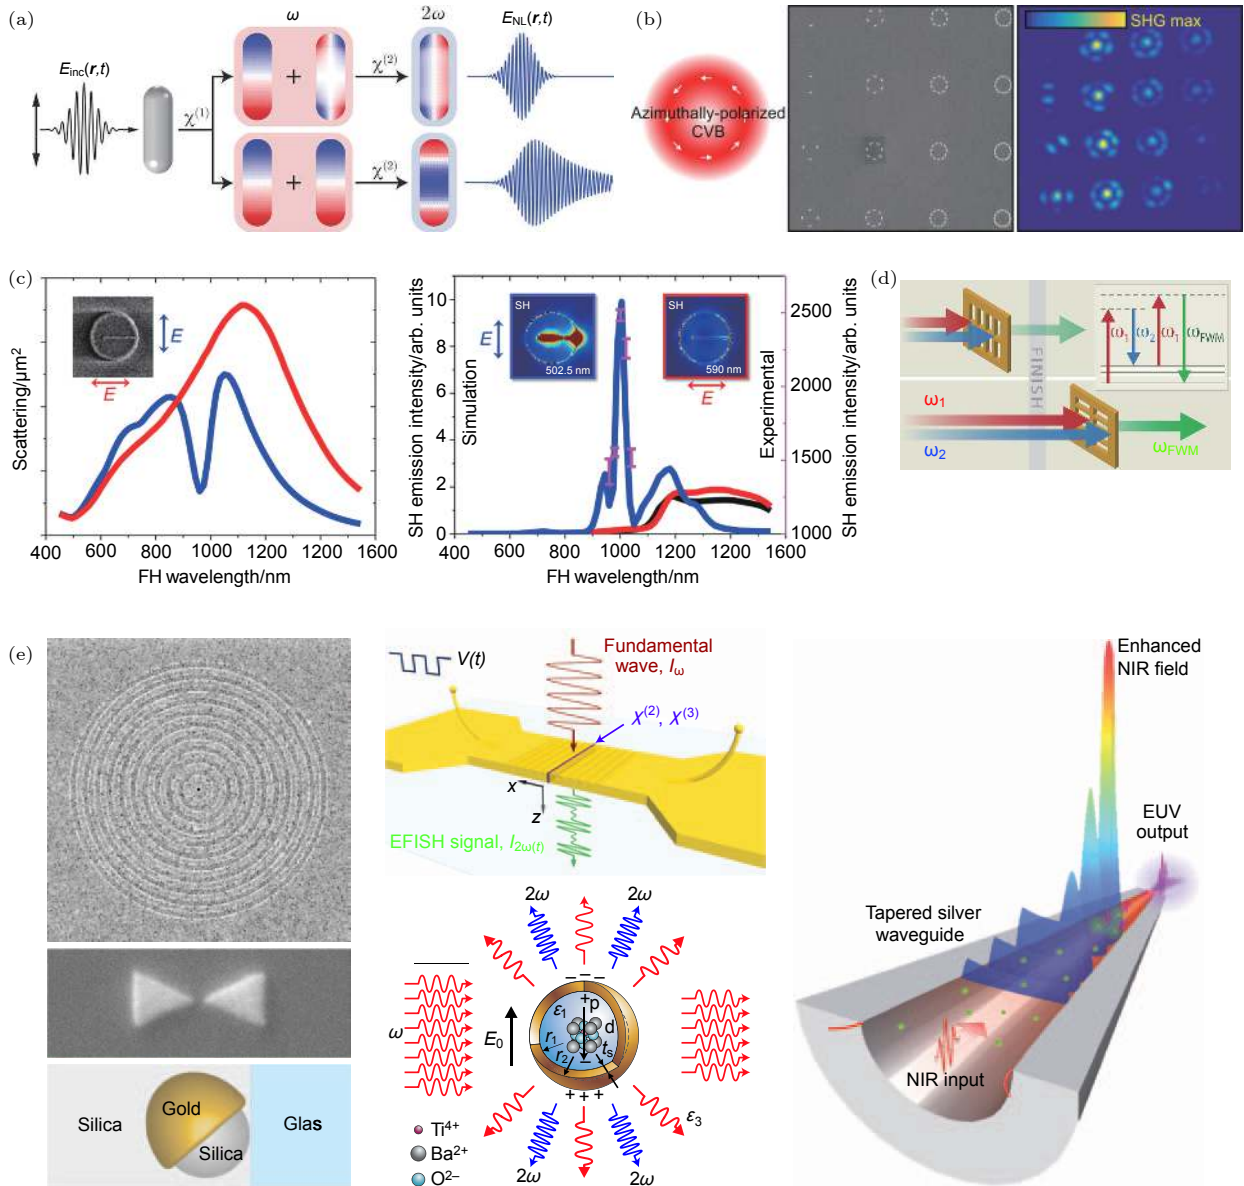 (a)
ω
2ω
E_NL(r,t)
E_inc(r,t)
χ^(1)
+
χ^(2)
+
χ^(2)
(b)
Azimuthally-polarized
CVB
SHG max
(c)
Scattering/μm²
E
E
400 600 800 1000 1200 1400 1600
FH wavelength/nm
SH emission intensity/arb. units
Simulation
10
8
6
4
2
0
E
SH
502.5 nm
SH
590 nm
E
Experimental
SH emission intensity/arb. units
2500
2000
1500
1000
400 600 800 1000 1200 1400 1600
FH wavelength/nm
(d)
FINISH
ω₁
ω₂
ω₁
ω_FWM
ω₁
ω₂
ω_FWM
(e)
Silica
Gold
Silica
Glas**s**
V(t)
Fundamental
wave, I_ω
χ^(2), χ^(3)
x
z
EFISH signal, I_2ω(t)
2ω
2ω
ω
E₀
− − −
+
p
ε₁
d
r₁
r₂
t_s
−
+ + +
ε₃
2ω
2ω
Ti⁴⁺
Ba²⁺
O²⁻
Enhanced
NIR field
EUV
output
Tapered silver
waveguide
NIR input